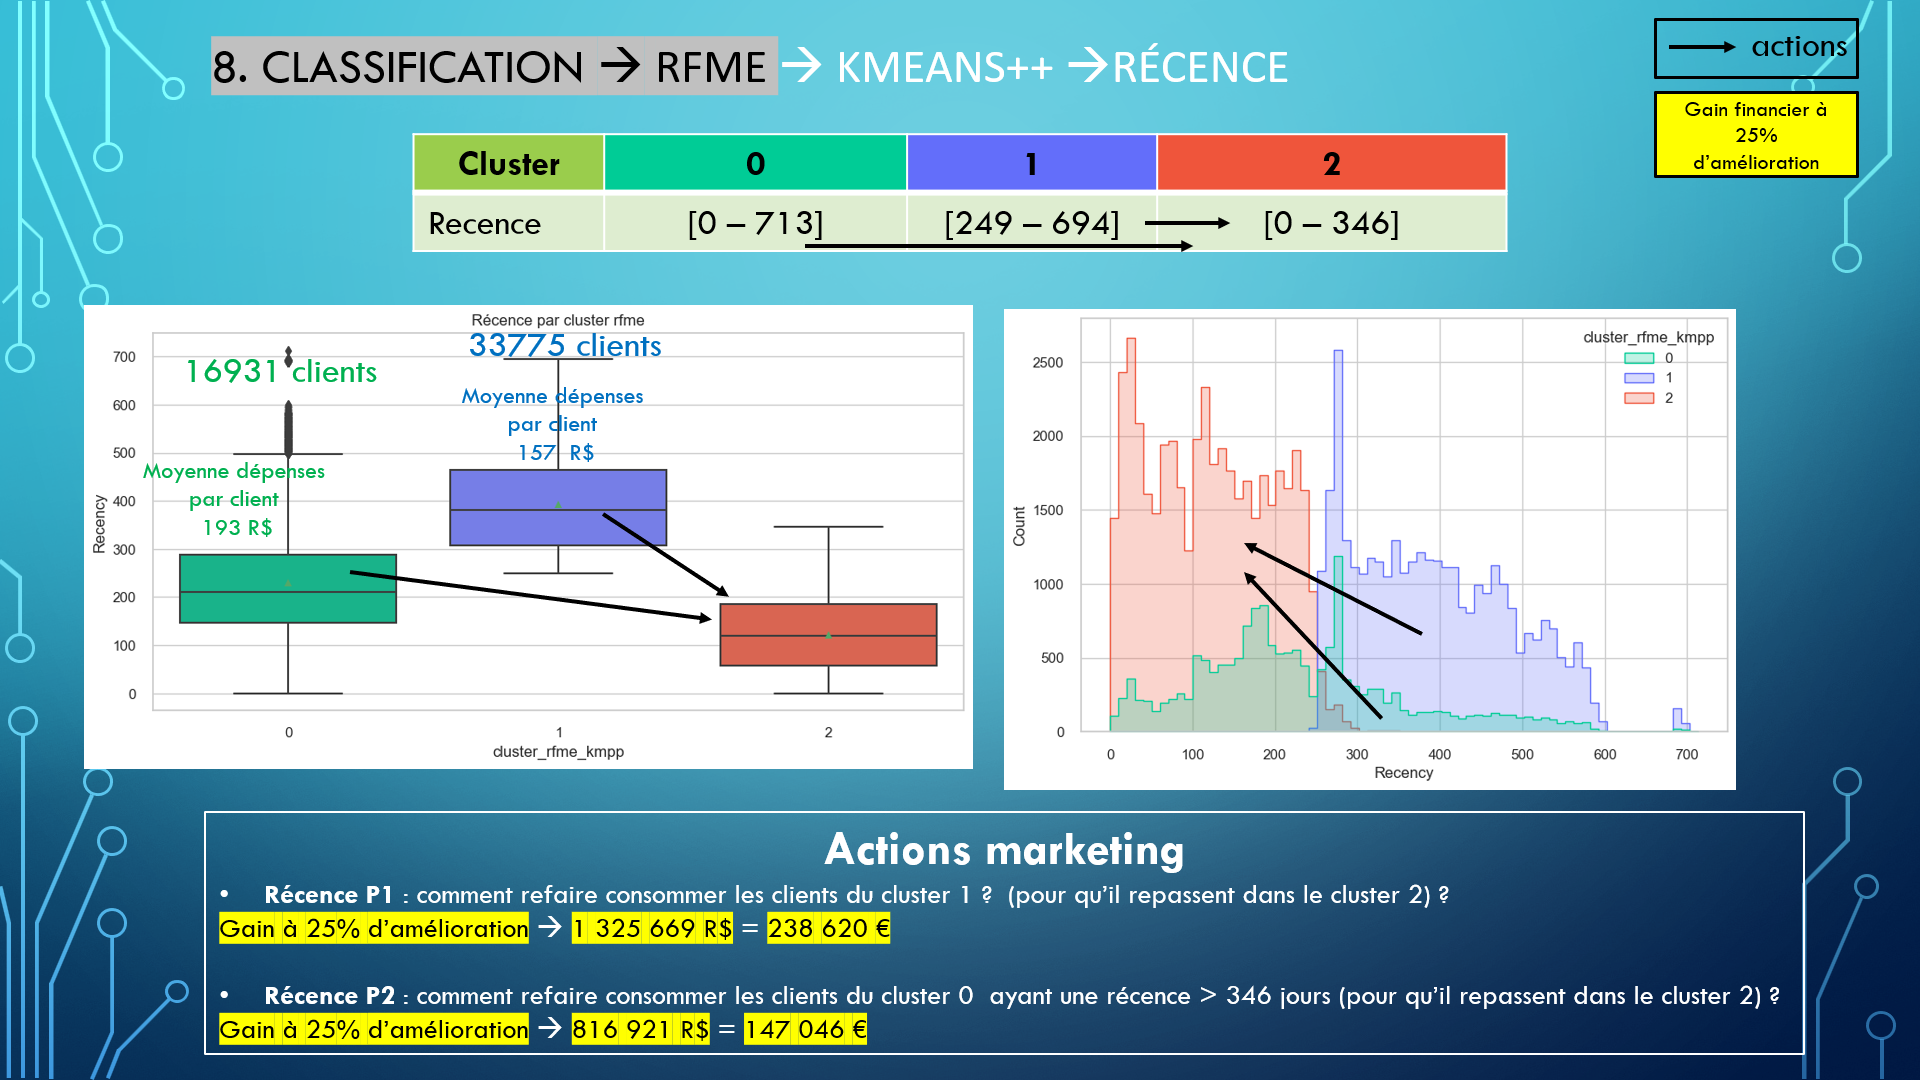 8. CLASSIFICATION → RFME → KMEANS++ →RÉCENCE
actions
Gain financier à
25%
d’amélioration
Cluster 0 1 2
Recence [0 – 713] [249 – 694] [0 – 346]
Récence par cluster rfme
33775 clients
16931 clients
Moyenne dépenses
par client
157 R$
Moyenne dépenses
par client
193 R$
Recency
700
600
500
400
300
200
100
0
0 1 2
cluster_rfme_kmpp
cluster_rfme_kmpp
0
1
2
Count
2500
2000
1500
1000
500
0
0 100 200 300 400 500 600 700
Recency
Actions marketing
• Récence P1 : comment refaire consommer les clients du cluster 1 ? (pour qu’il repassent dans le cluster 2) ?
Gain à 25% d’amélioration → 1 325 669 R$ = 238 620 €
• Récence P2 : comment refaire consommer les clients du cluster 0 ayant une récence > 346 jours (pour qu’il repassent dans le cluster 2) ?
Gain à 25% d’amélioration → 816 921 R$ = 147 046 €